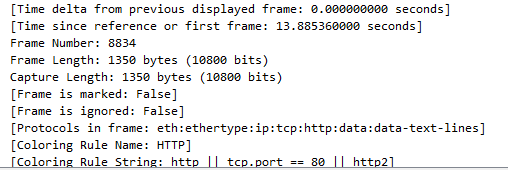 [Time delta from previous displayed frame: 0.000000000 seconds]
[Time since reference or first frame: 13.885360000 seconds]
Frame Number: 8834
Frame Length: 1350 bytes (10800 bits)
Capture Length: 1350 bytes (10800 bits)
[Frame is marked: False]
[Frame is ignored: False]
[Protocols in frame: eth:ethertype:ip:tcp:http:data:data-text-lines]
[Coloring Rule Name: HTTP]
[Coloring Rule String: http || tcp.port == 80 || http2]